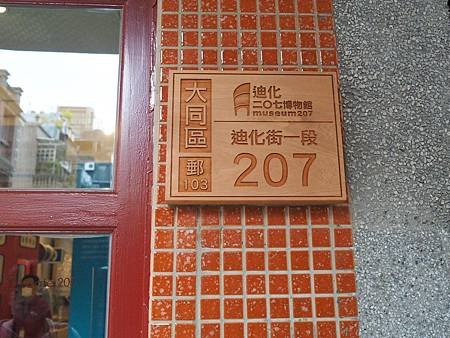 大同區
郵
103
迪化
二〇七博物館
museum207
迪化街一段
207